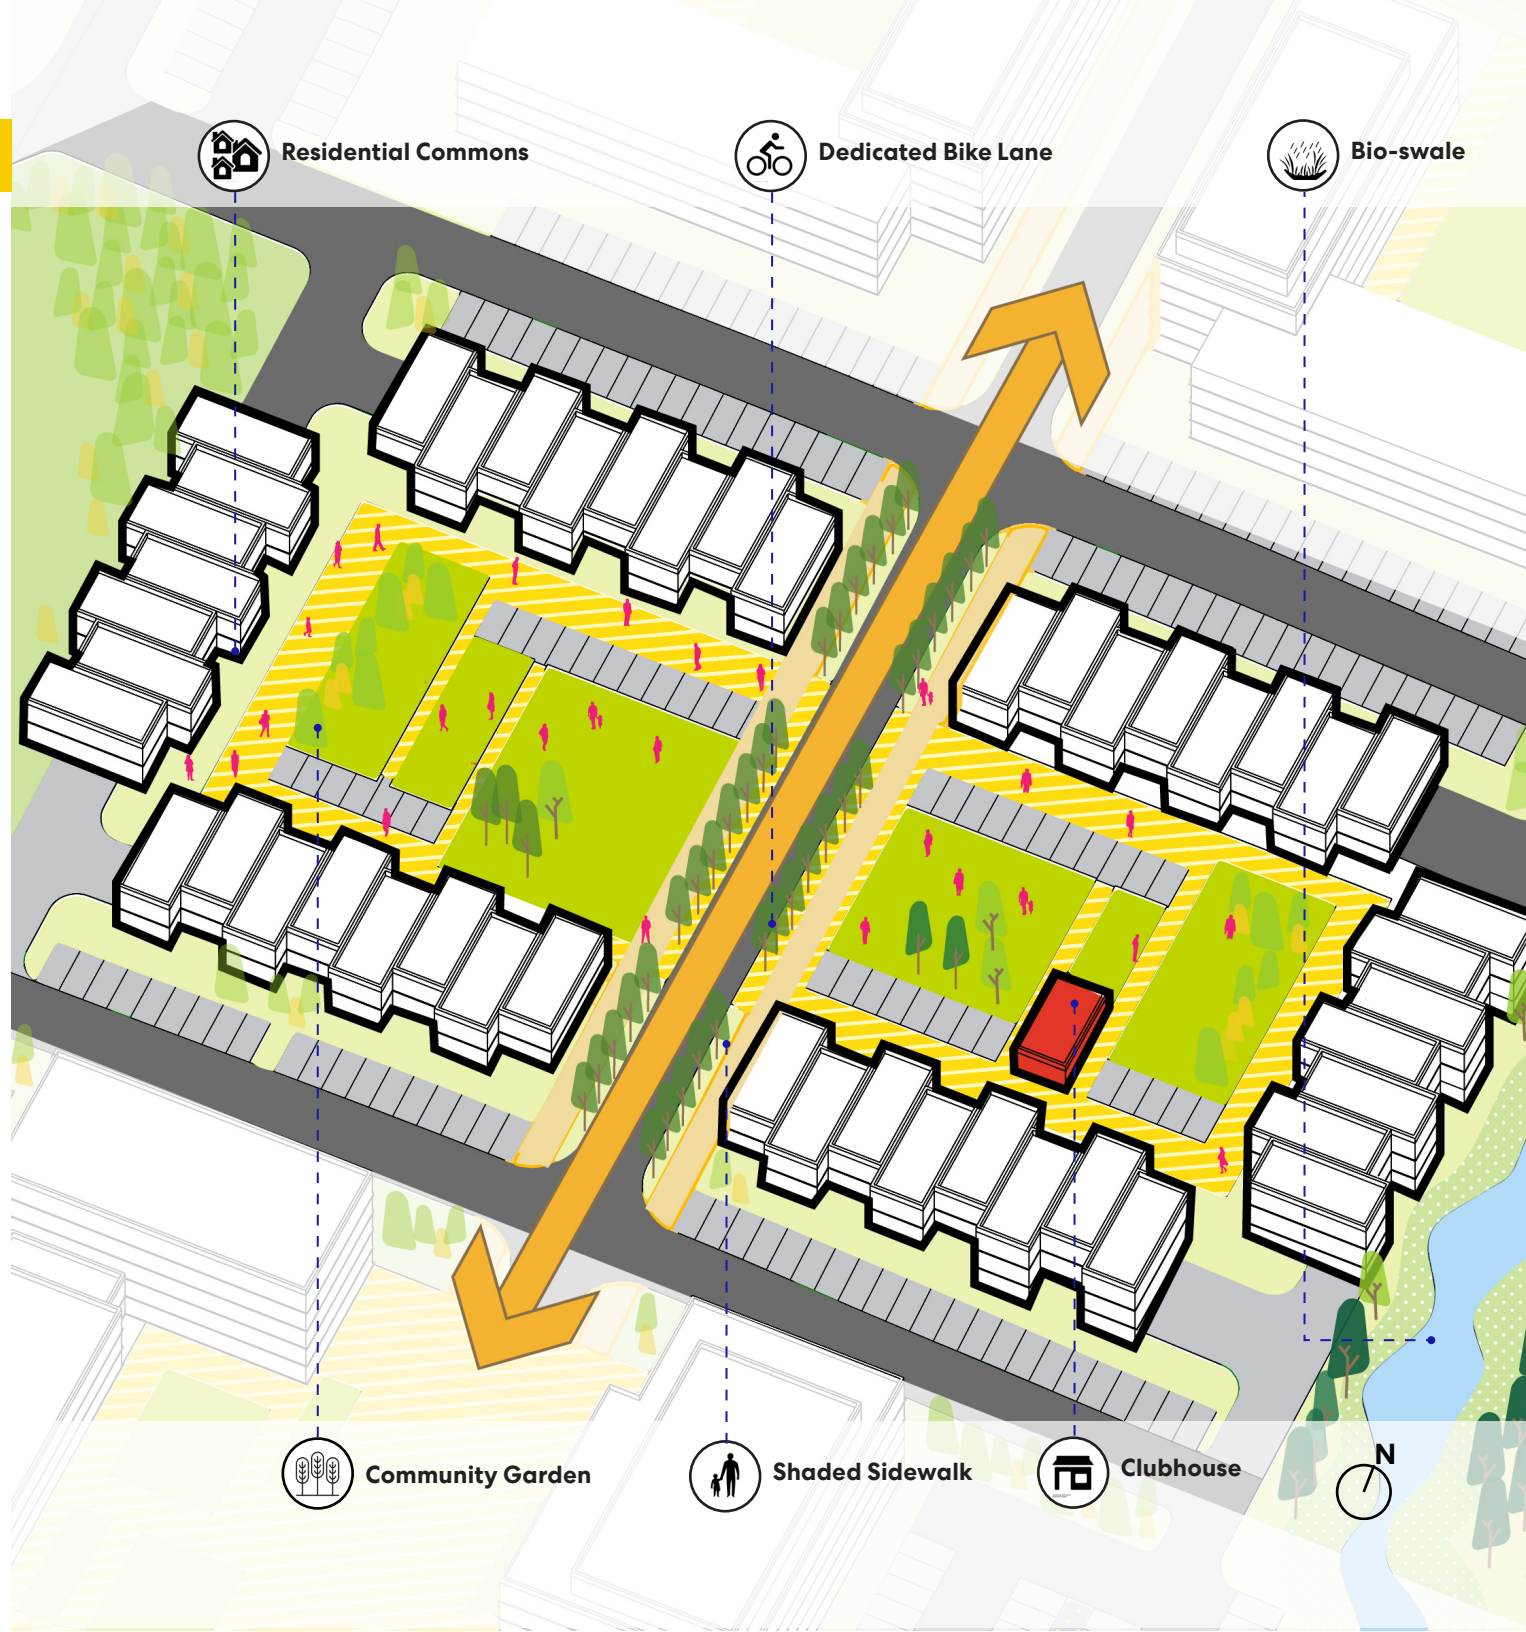 Residential Commons
Dedicated Bike Lane
Bio-swale
Community Garden
Shaded Sidewalk
Clubhouse
N